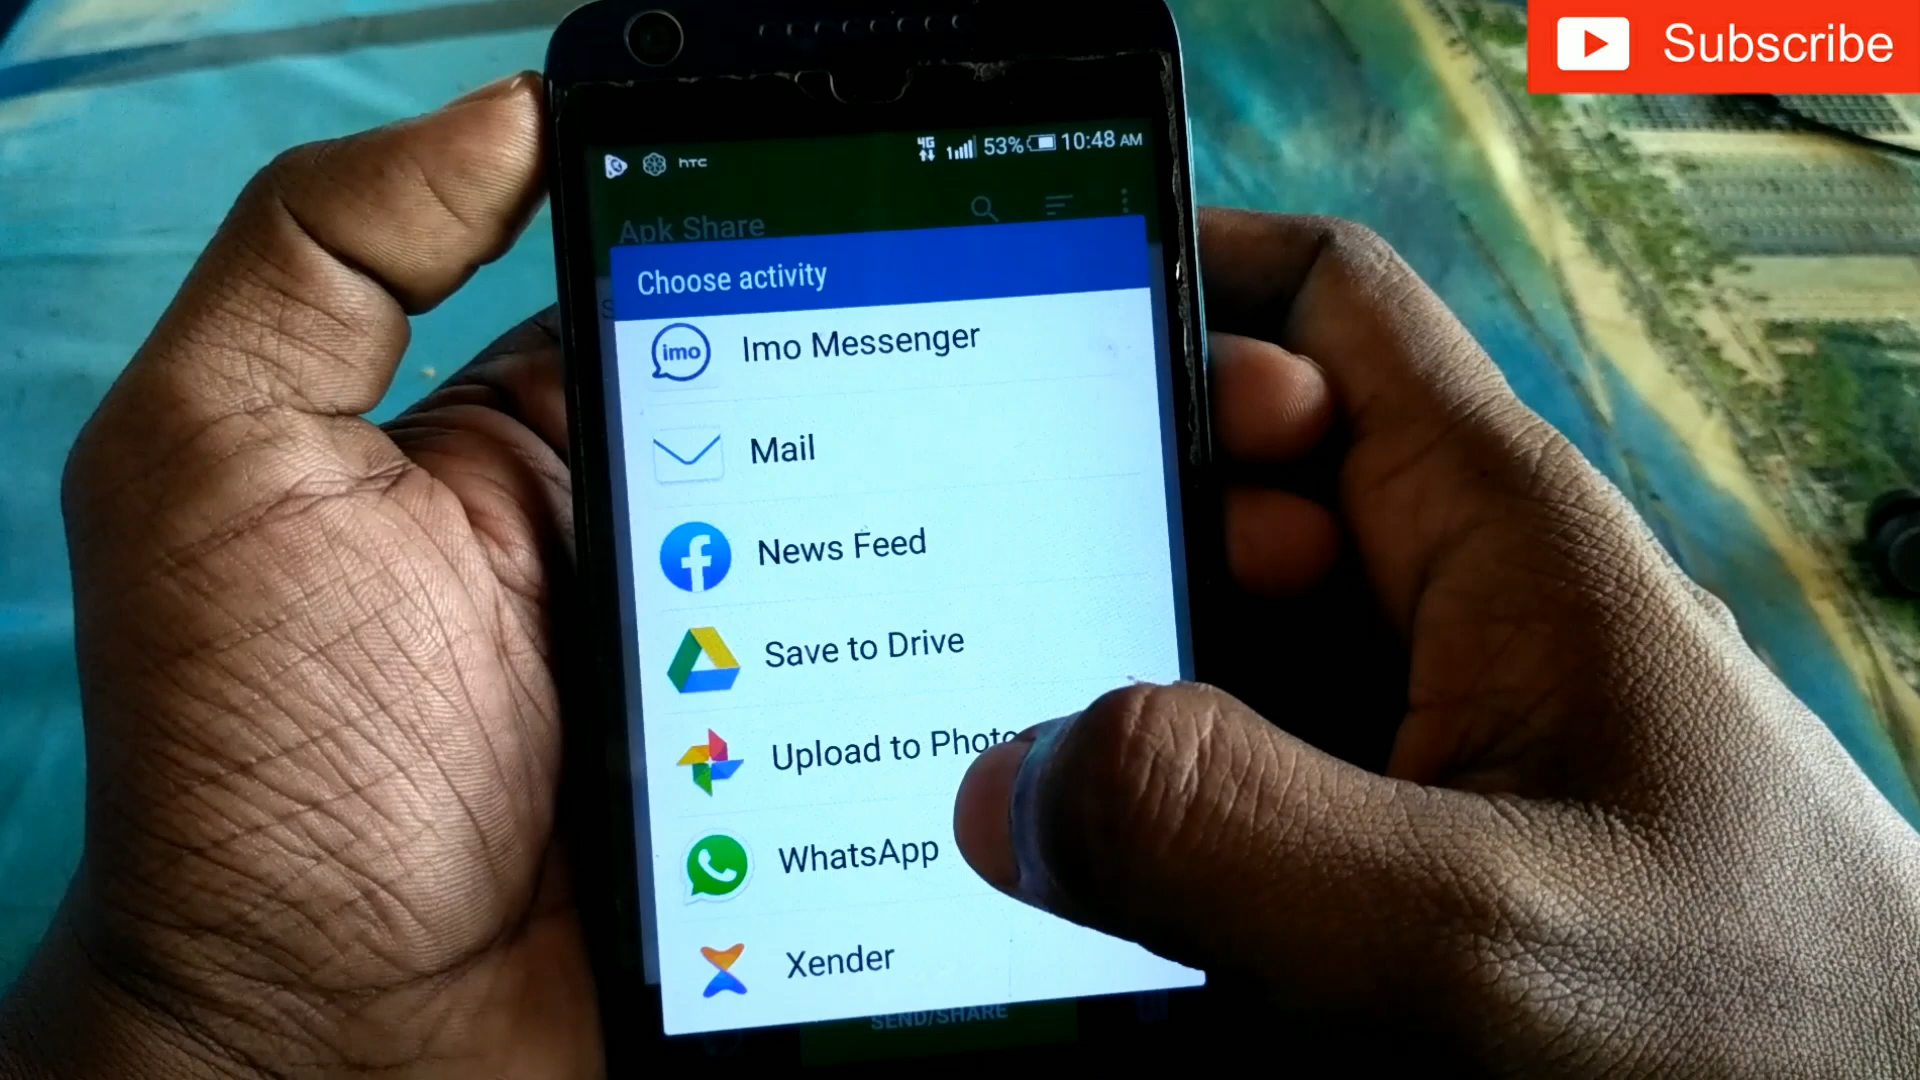 Subscribe
hTC 4G 53% 10:48 AM
Apk Share
Choose activity
imo Imo Messenger
Mail
News Feed
Save to Drive
Upload to Photo
WhatsApp
Xender
SEND/SHARE